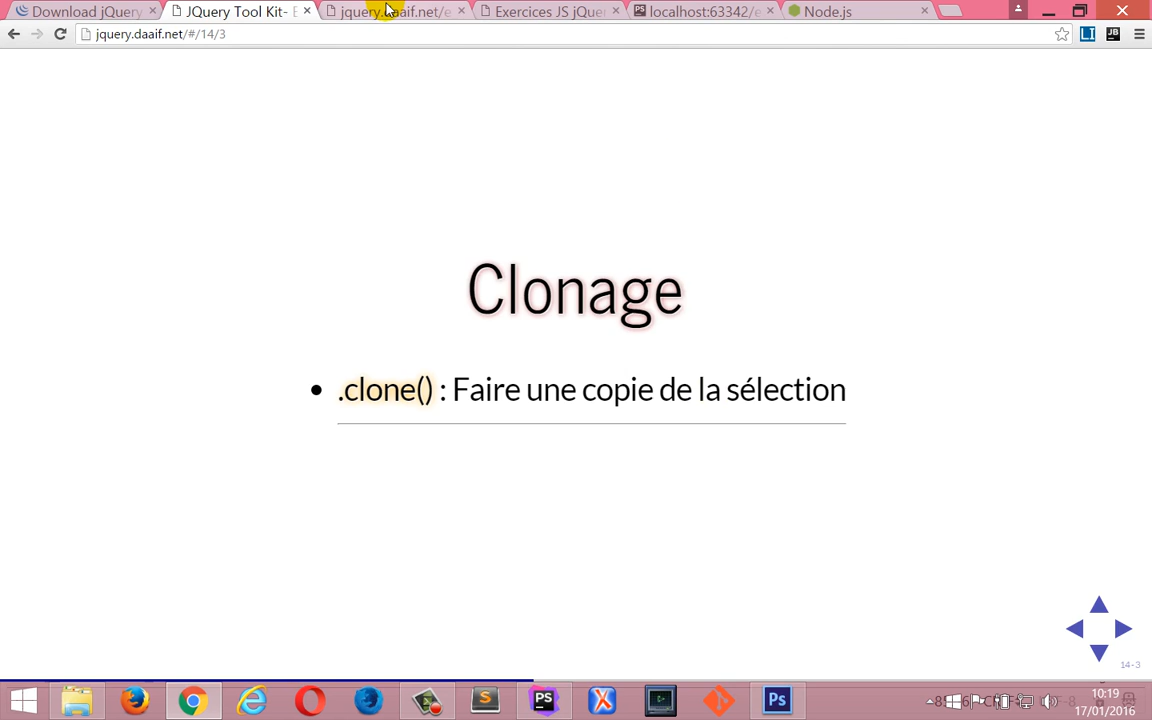 Download jQuery
JQuery Tool Kit- E
jquery.daaif.net/e
Exercices JS jQue
localhost:63342/e
Node.js
jquery.daaif.net/#/14/3
Clonage
.clone() : Faire une copie de la sélection
14-3
10:19
17/01/2016